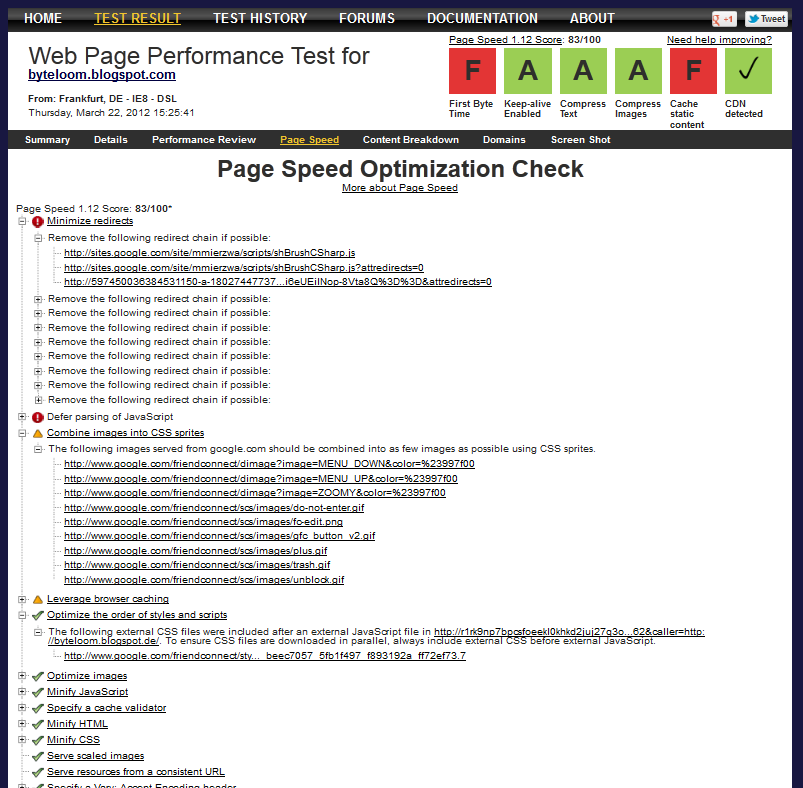 HOME TEST RESULT TEST HISTORY FORUMS DOCUMENTATION ABOUT +1 Tweet
Web Page Performance Test for
byteloom.blogspot.com
From: Frankfurt, DE - IE8 - DSL
Thursday, March 22, 2012 15:25:41
Page Speed 1.12 Score: 83/100 Need help improving?
F A A A F ✓
First Byte Time
Keep-alive Enabled
Compress Text
Compress Images
Cache static content
CDN detected
Summary Details Performance Review Page Speed Content Breakdown Domains Screen Shot
Page Speed Optimization Check
More about Page Speed
Page Speed 1.12 Score: 83/100*
Minimize redirects
Remove the following redirect chain if possible:
http://sites.google.com/site/mmierzwa/scripts/shBrushCSharp.js
http://sites.google.com/site/mmierzwa/scripts/shBrushCSharp.js?attredirects=0
Remove the following redirect chain if possible:
Remove the following redirect chain if possible:
Remove the following redirect chain if possible:
Remove the following redirect chain if possible:
Remove the following redirect chain if possible:
Remove the following redirect chain if possible:
Remove the following redirect chain if possible:
Remove the following redirect chain if possible:
Defer parsing of JavaScript
Combine images into CSS sprites
The following images served from google.com should be combined into as few images as possible using CSS sprites.
http://www.google.com/friendconnect/dimage?image=MENU_DOWN&color=%23997f00
http://www.google.com/friendconnect/dimage?image=MENU_UP&color=%23997f00
http://www.google.com/friendconnect/dimage?image=ZOOMY&color=%23997f00
http://www.google.com/friendconnect/scs/images/do-not-enter.gif
http://www.google.com/friendconnect/scs/images/fo-edit.png
http://www.google.com/friendconnect/scs/images/gfc_button_v2.gif
http://www.google.com/friendconnect/scs/images/plus.gif
http://www.google.com/friendconnect/scs/images/trash.gif
http://www.google.com/friendconnect/scs/images/unblock.gif
Leverage browser caching
Optimize the order of styles and scripts
The following external CSS files were included after an external JavaScript file in
//byteloom.blogspot.de/. To ensure CSS files are downloaded in parallel, always include external CSS before external JavaScript.
http://www.google.com/friendconnect/sty..._beec7057_5fb1f497_f893192a_ff72ef73.7
Optimize images
Minify JavaScript
Specify a cache validator
Minify HTML
Minify CSS
Serve scaled images
Serve resources from a consistent URL
Specify a Vary: Accept-Encoding header